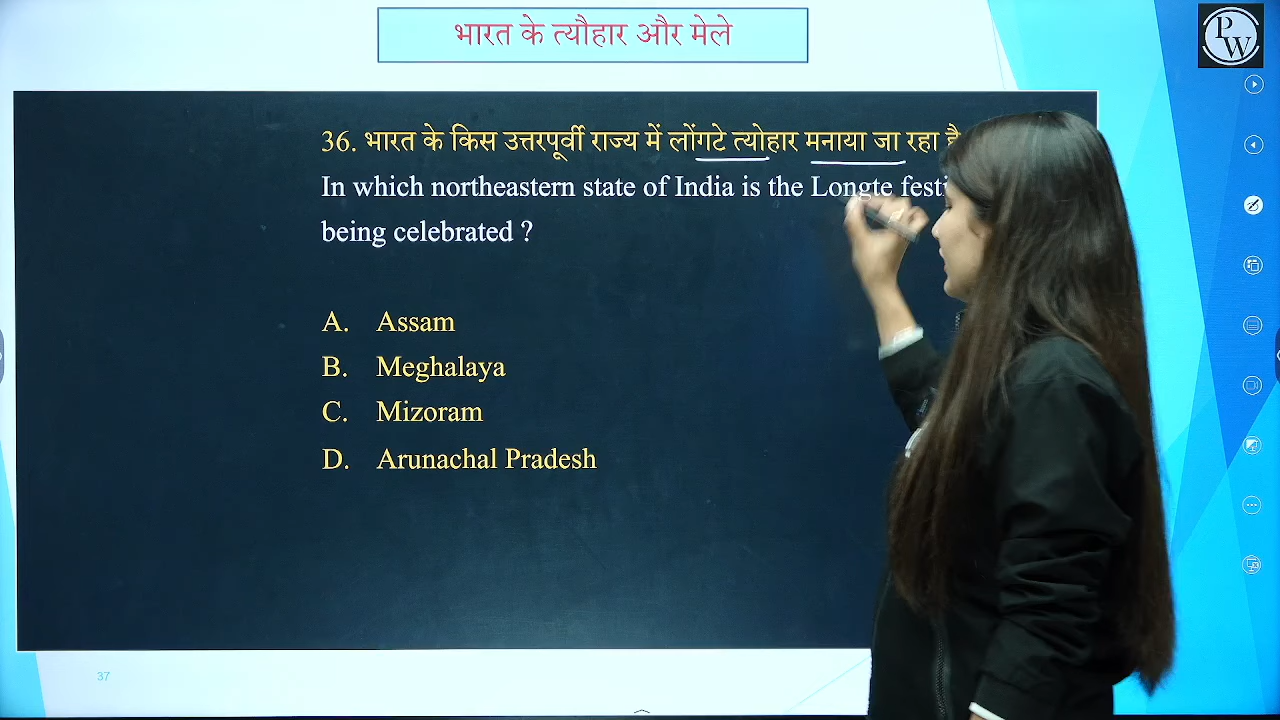 भारत के त्यौहार और मेले
PW
36. भारत के किस उत्तरपूर्वी राज्य में लोंगटे त्योहार मनाया जा रहा
In which northeastern state of India is the Longte
being celebrated ?
A. Assam
B. Meghalaya
C. Mizoram
D. Arunachal Pradesh
37